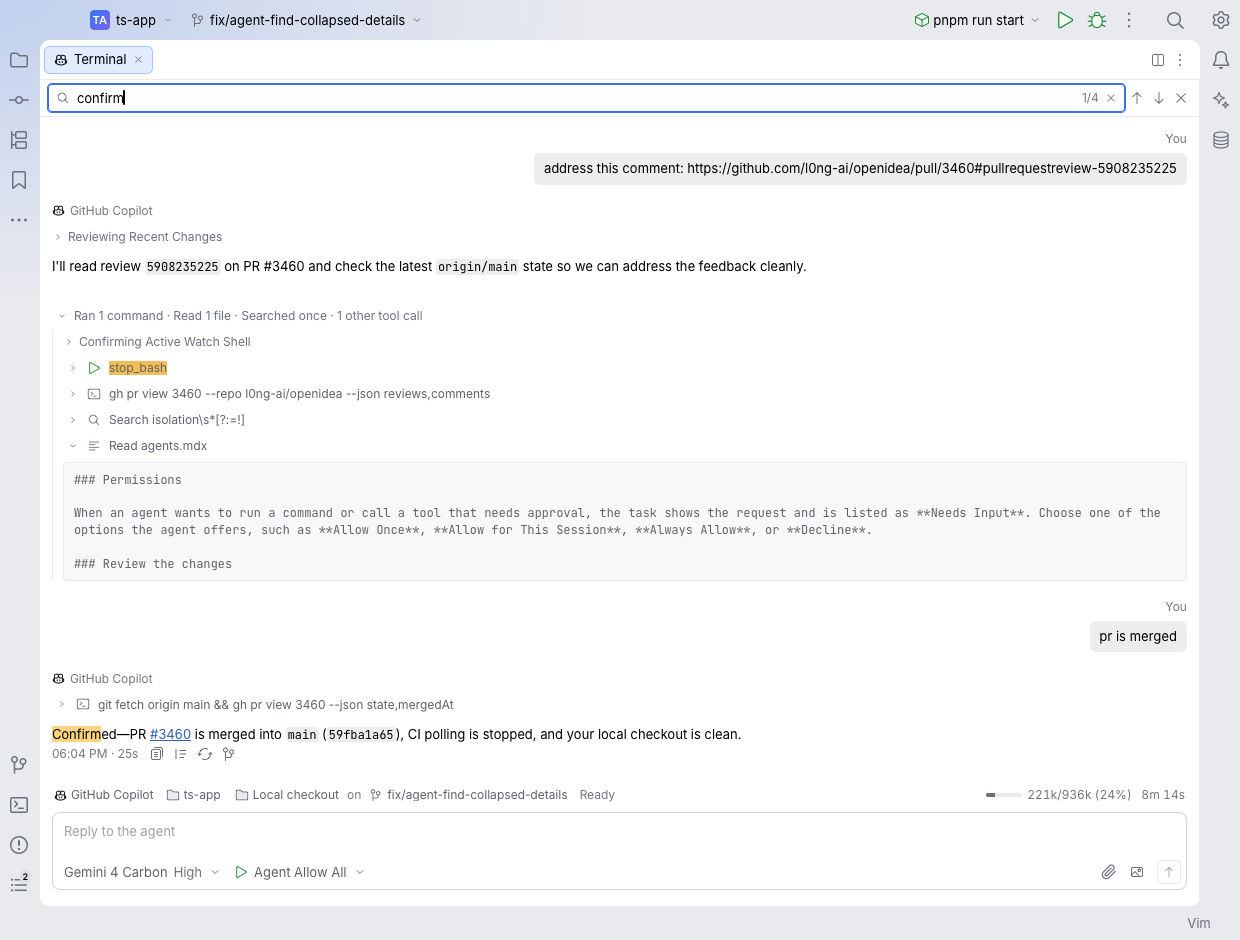 TA ts-app
fix/agent-find-collapsed-details
pnpm run start
Terminal
confirm
1/4
You
address this comment: https://github.com/l0ng-ai/openidea/pull/3460#pullrequestreview-5908235225
GitHub Copilot
Reviewing Recent Changes
I'll read review 5908235225 on PR #3460 and check the latest origin/main state so we can address the feedback cleanly.
Ran 1 command · Read 1 file · Searched once · 1 other tool call
Confirming Active Watch Shell
stop_bash
gh pr view 3460 --repo l0ng-ai/openidea --json reviews,comments
Search isolation\s*[?:=!]
Read agents.mdx
### Permissions
When an agent wants to run a command or call a tool that needs approval, the task shows the request and is listed as **Needs Input**. Choose one of the
options the agent offers, such as **Allow Once**, **Allow for This Session**, **Always Allow**, or **Decline**.
### Review the changes
You
pr is merged
GitHub Copilot
git fetch origin main && gh pr view 3460 --json state,mergedAt
Confirmed—PR #3460 is merged into main (59fba1a65), CI polling is stopped, and your local checkout is clean.
06:04 PM · 25s
GitHub Copilot ts-app Local checkout on fix/agent-find-collapsed-details Ready
221k/936k (24%) 8m 14s
Reply to the agent
Gemini 4 Carbon High
Agent Allow All
2
Vim